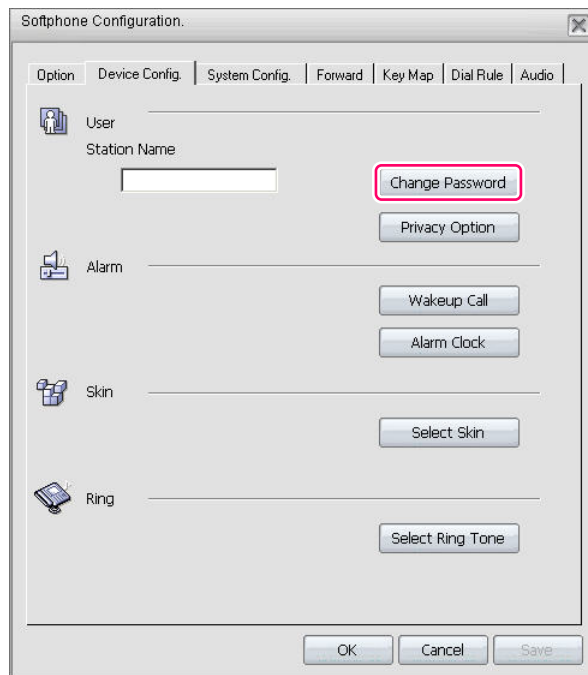 Softphone Configuration.
Option Device Config. System Config. Forward Key Map Dial Rule Audio
User
Station Name
Change Password
Privacy Option
Alarm
Wakeup Call
Alarm Clock
Skin
Select Skin
Ring
Select Ring Tone
OK Cancel Save